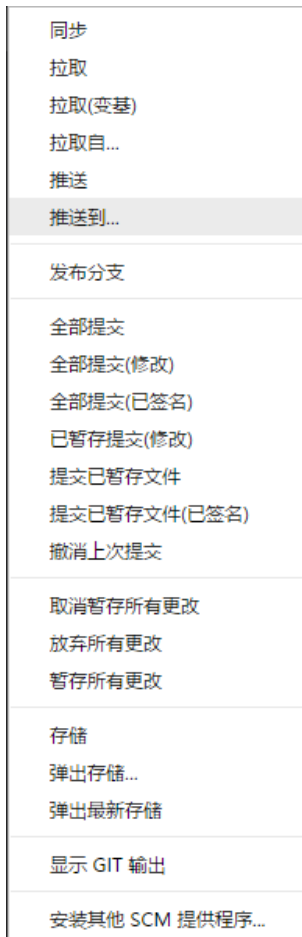 同步
拉取
拉取(变基)
拉取自...
推送
推送到...
发布分支
全部提交
全部提交(修改)
全部提交(已签名)
已暂存提交(修改)
提交已暂存文件
提交已暂存文件(已签名)
撤消上次提交
取消暂存所有更改
放弃所有更改
暂存所有更改
存储
弹出存储...
弹出最新存储
显示 GIT 输出
安装其他 SCM 提供程序...